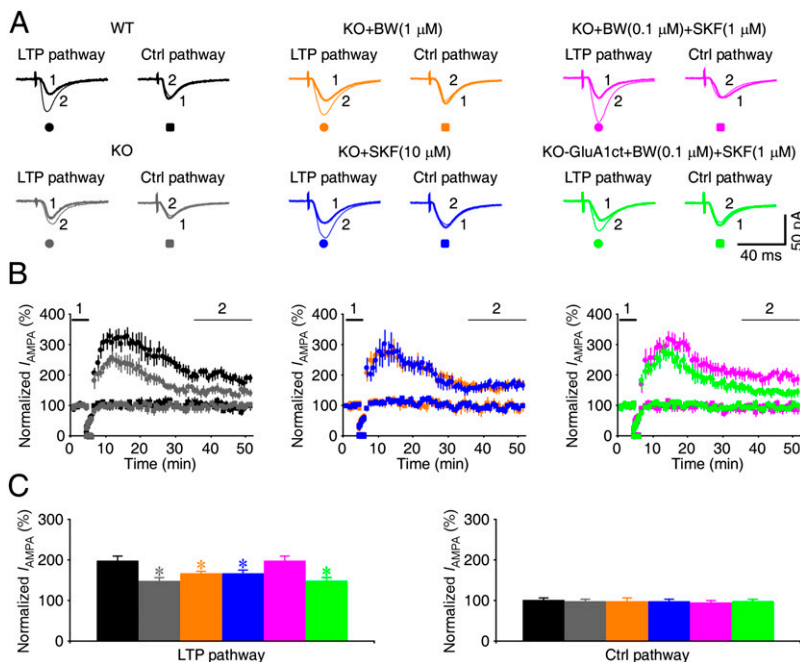 A
WT
KO+BW(1 μM)
KO+BW(0.1 μM)+SKF(1 μM)
LTP pathway Ctrl pathway LTP pathway Ctrl pathway LTP pathway Ctrl pathway
1 2 2 1 1 2 2 1 1 2 2 1
KO
KO+SKF(10 μM)
KO-GluA1ct+BW(0.1 μM)+SKF(1 μM)
LTP pathway Ctrl pathway LTP pathway Ctrl pathway LTP pathway Ctrl pathway
1 2 2 1 1 2 2 1 1 2 2 1
50 pA
40 ms
B
Normalized IAMPA (%)
400
300
200
100
0
1 2
0 10 20 30 40 50
Time (min)
Normalized IAMPA (%)
400
300
200
100
0
1 2
0 10 20 30 40 50
Time (min)
Normalized IAMPA (%)
400
300
200
100
0
1 2
0 10 20 30 40 50
Time (min)
C
Normalized IAMPA (%)
300
200
100
0
* * * *
LTP pathway
Normalized IAMPA (%)
300
200
100
0
Ctrl pathway